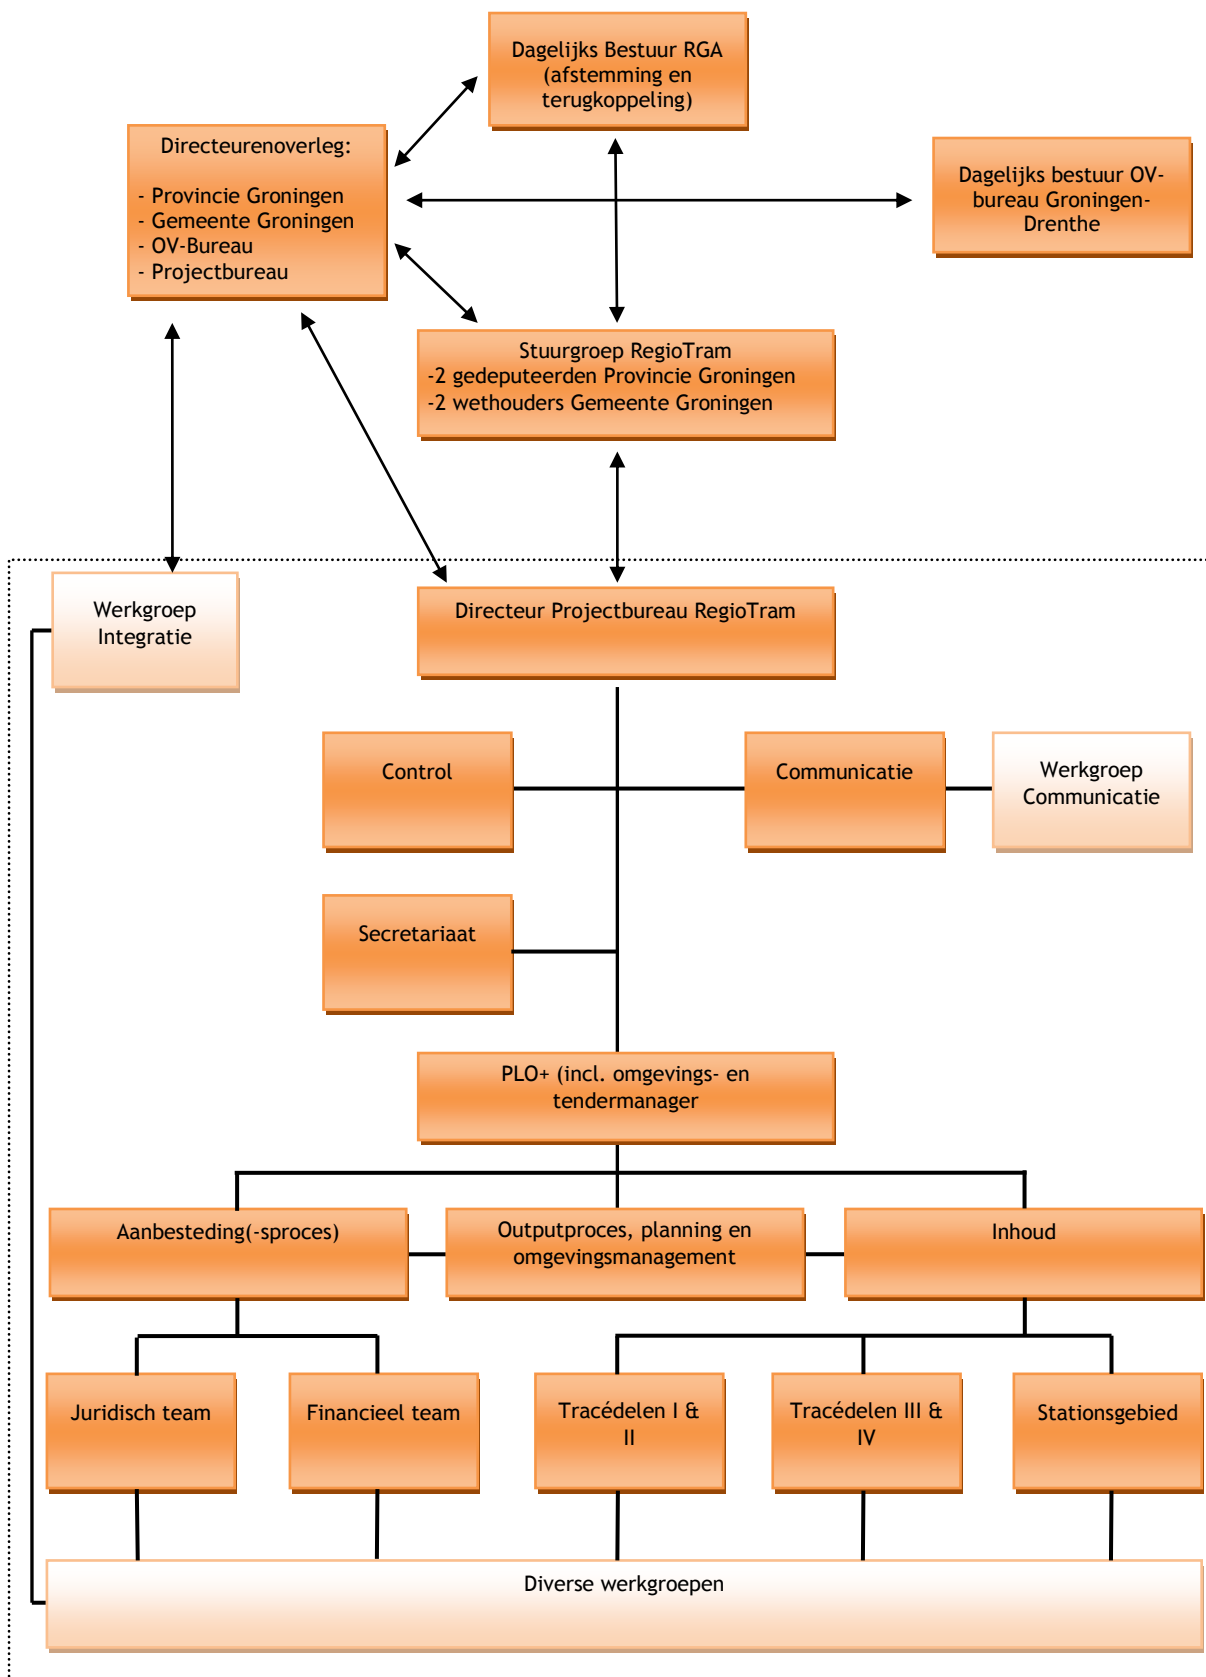 Dagelijks Bestuur RGA
(afstemming en
terugkoppeling)
Directeurenoverleg:
- Provincie Groningen
- Gemeente Groningen
- OV-Bureau
- Projectbureau
Dagelijks bestuur OV-
bureau Groningen-
Drenthe
Stuurgroep RegioTram
-2 gedeputeerden Provincie Groningen
-2 wethouders Gemeente Groningen
Werkgroep
Integratie
Directeur Projectbureau RegioTram
Control
Communicatie
Werkgroep
Communicatie
Secretariaat
PLO+ (incl. omgevings- en
tendermanager
Aanbesteding(-sproces)
Outputproces, planning en
omgevingsmanagement
Inhoud
Juridisch team
Financieel team
Tracédelen I &
II
Tracédelen III &
IV
Stationsgebied
Diverse werkgroepen